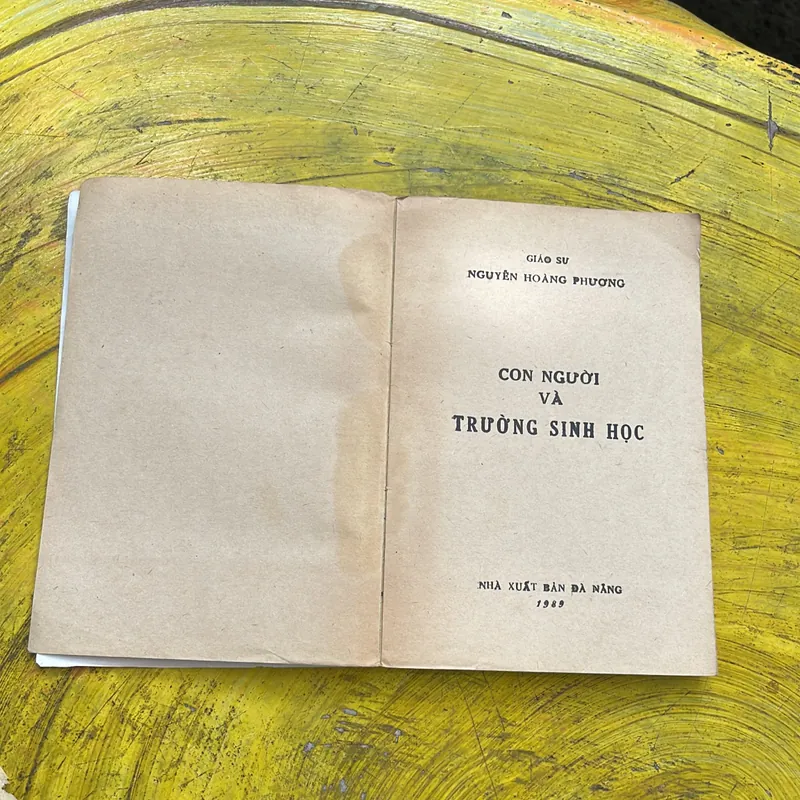 GIÁO SƯ
NGUYỄN HOÀNG PHƯƠNG
CON NGƯỜI
VÀ
TRƯỜNG SINH HỌC
NHÀ XUẤT BẢN ĐÀ NẴNG
1989